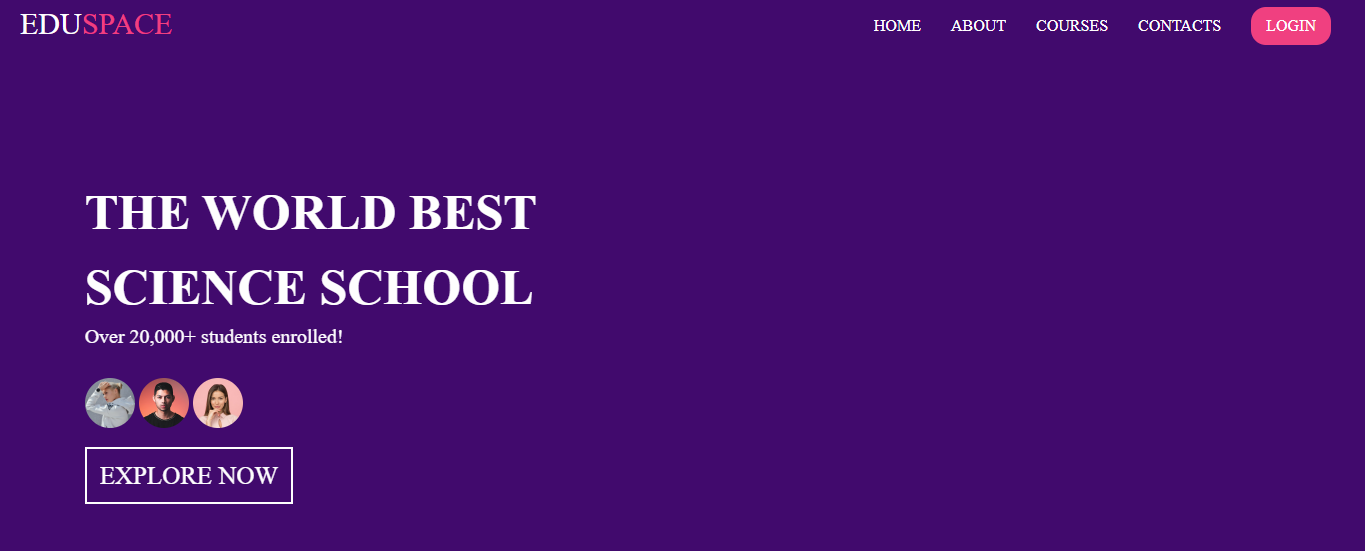 EDUSPACE
HOME ABOUT COURSES CONTACTS LOGIN
THE WORLD BEST
SCIENCE SCHOOL
Over 20,000+ students enrolled!
EXPLORE NOW